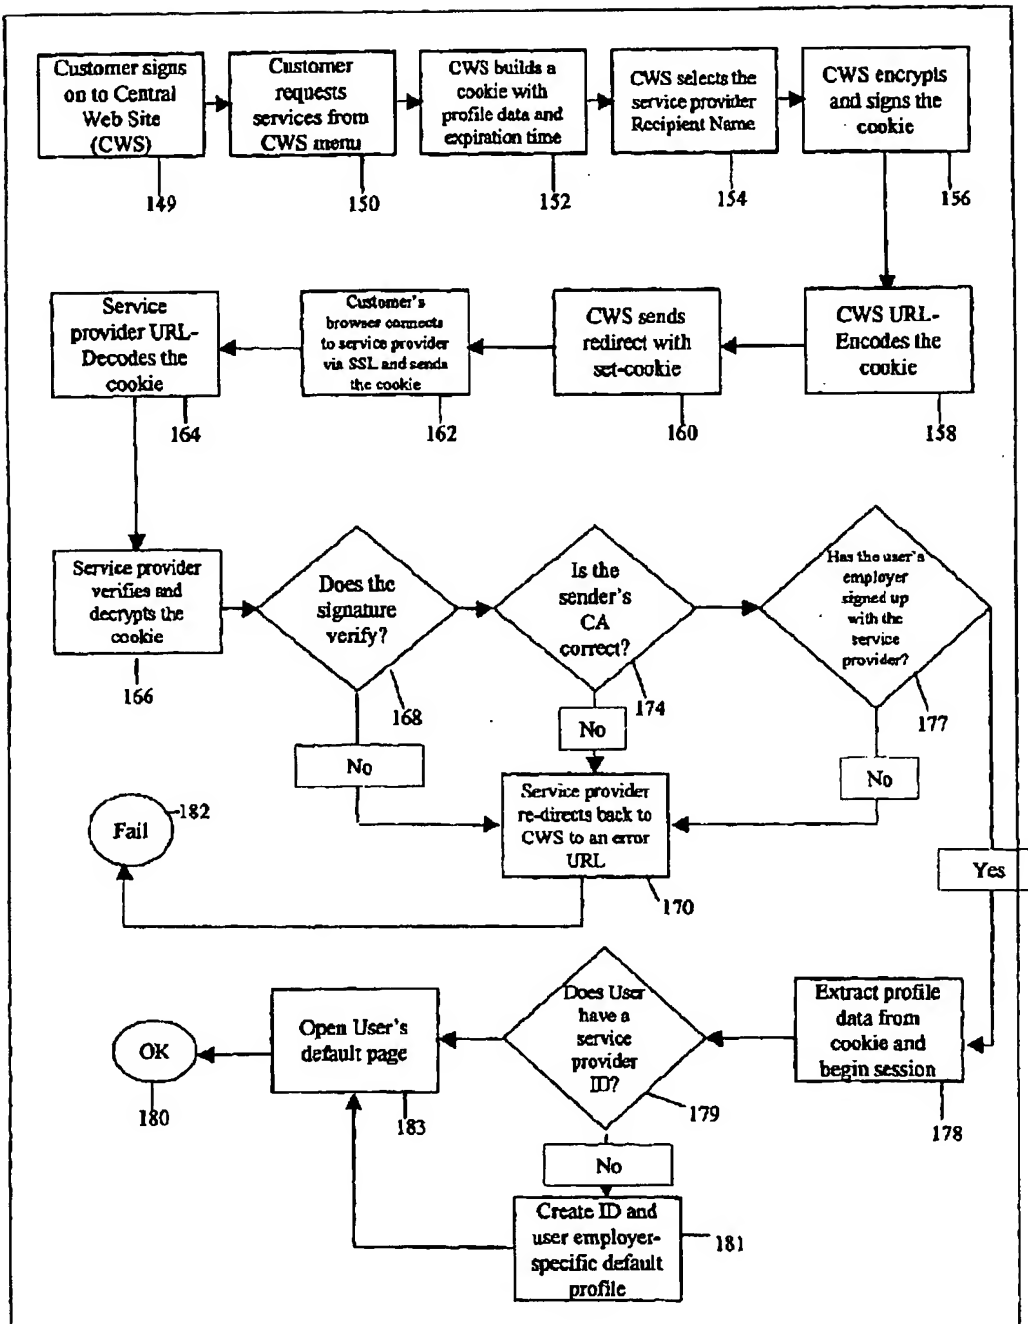 Customer signs
on to Central
Web Site
(CWS)
149
Customer
requests
services from
CWS menu
150
CWS builds a
cookie with
profile data and
expiration time
152
CWS selects the
service provider
Recipient Name
154
CWS encrypts
and signs the
cookie
156
Service
provider URL-
Decodes the
cookie
164
Customer's
browser connects
to service provider
via SSL and sends
the cookie
162
CWS sends
redirect with
set-cookie
160
CWS URL-
Encodes the
cookie
158
Service provider
verifies and
decrypts the
cookie
166
Does the
signature
verify?
168
No
Is the
sender's
CA
correct?
174
No
Has the user's
employer
signed up
with the
service
provider?
177
No
Fail
182
Service provider
re-directs back to
CWS to an error
URL
170
Yes
OK
180
Open User's
default page
183
Does User
have a
service
provider
ID?
179
No
Extract profile
data from
cookie and
begin session
178
Create ID and
user employer-
specific default
profile
181